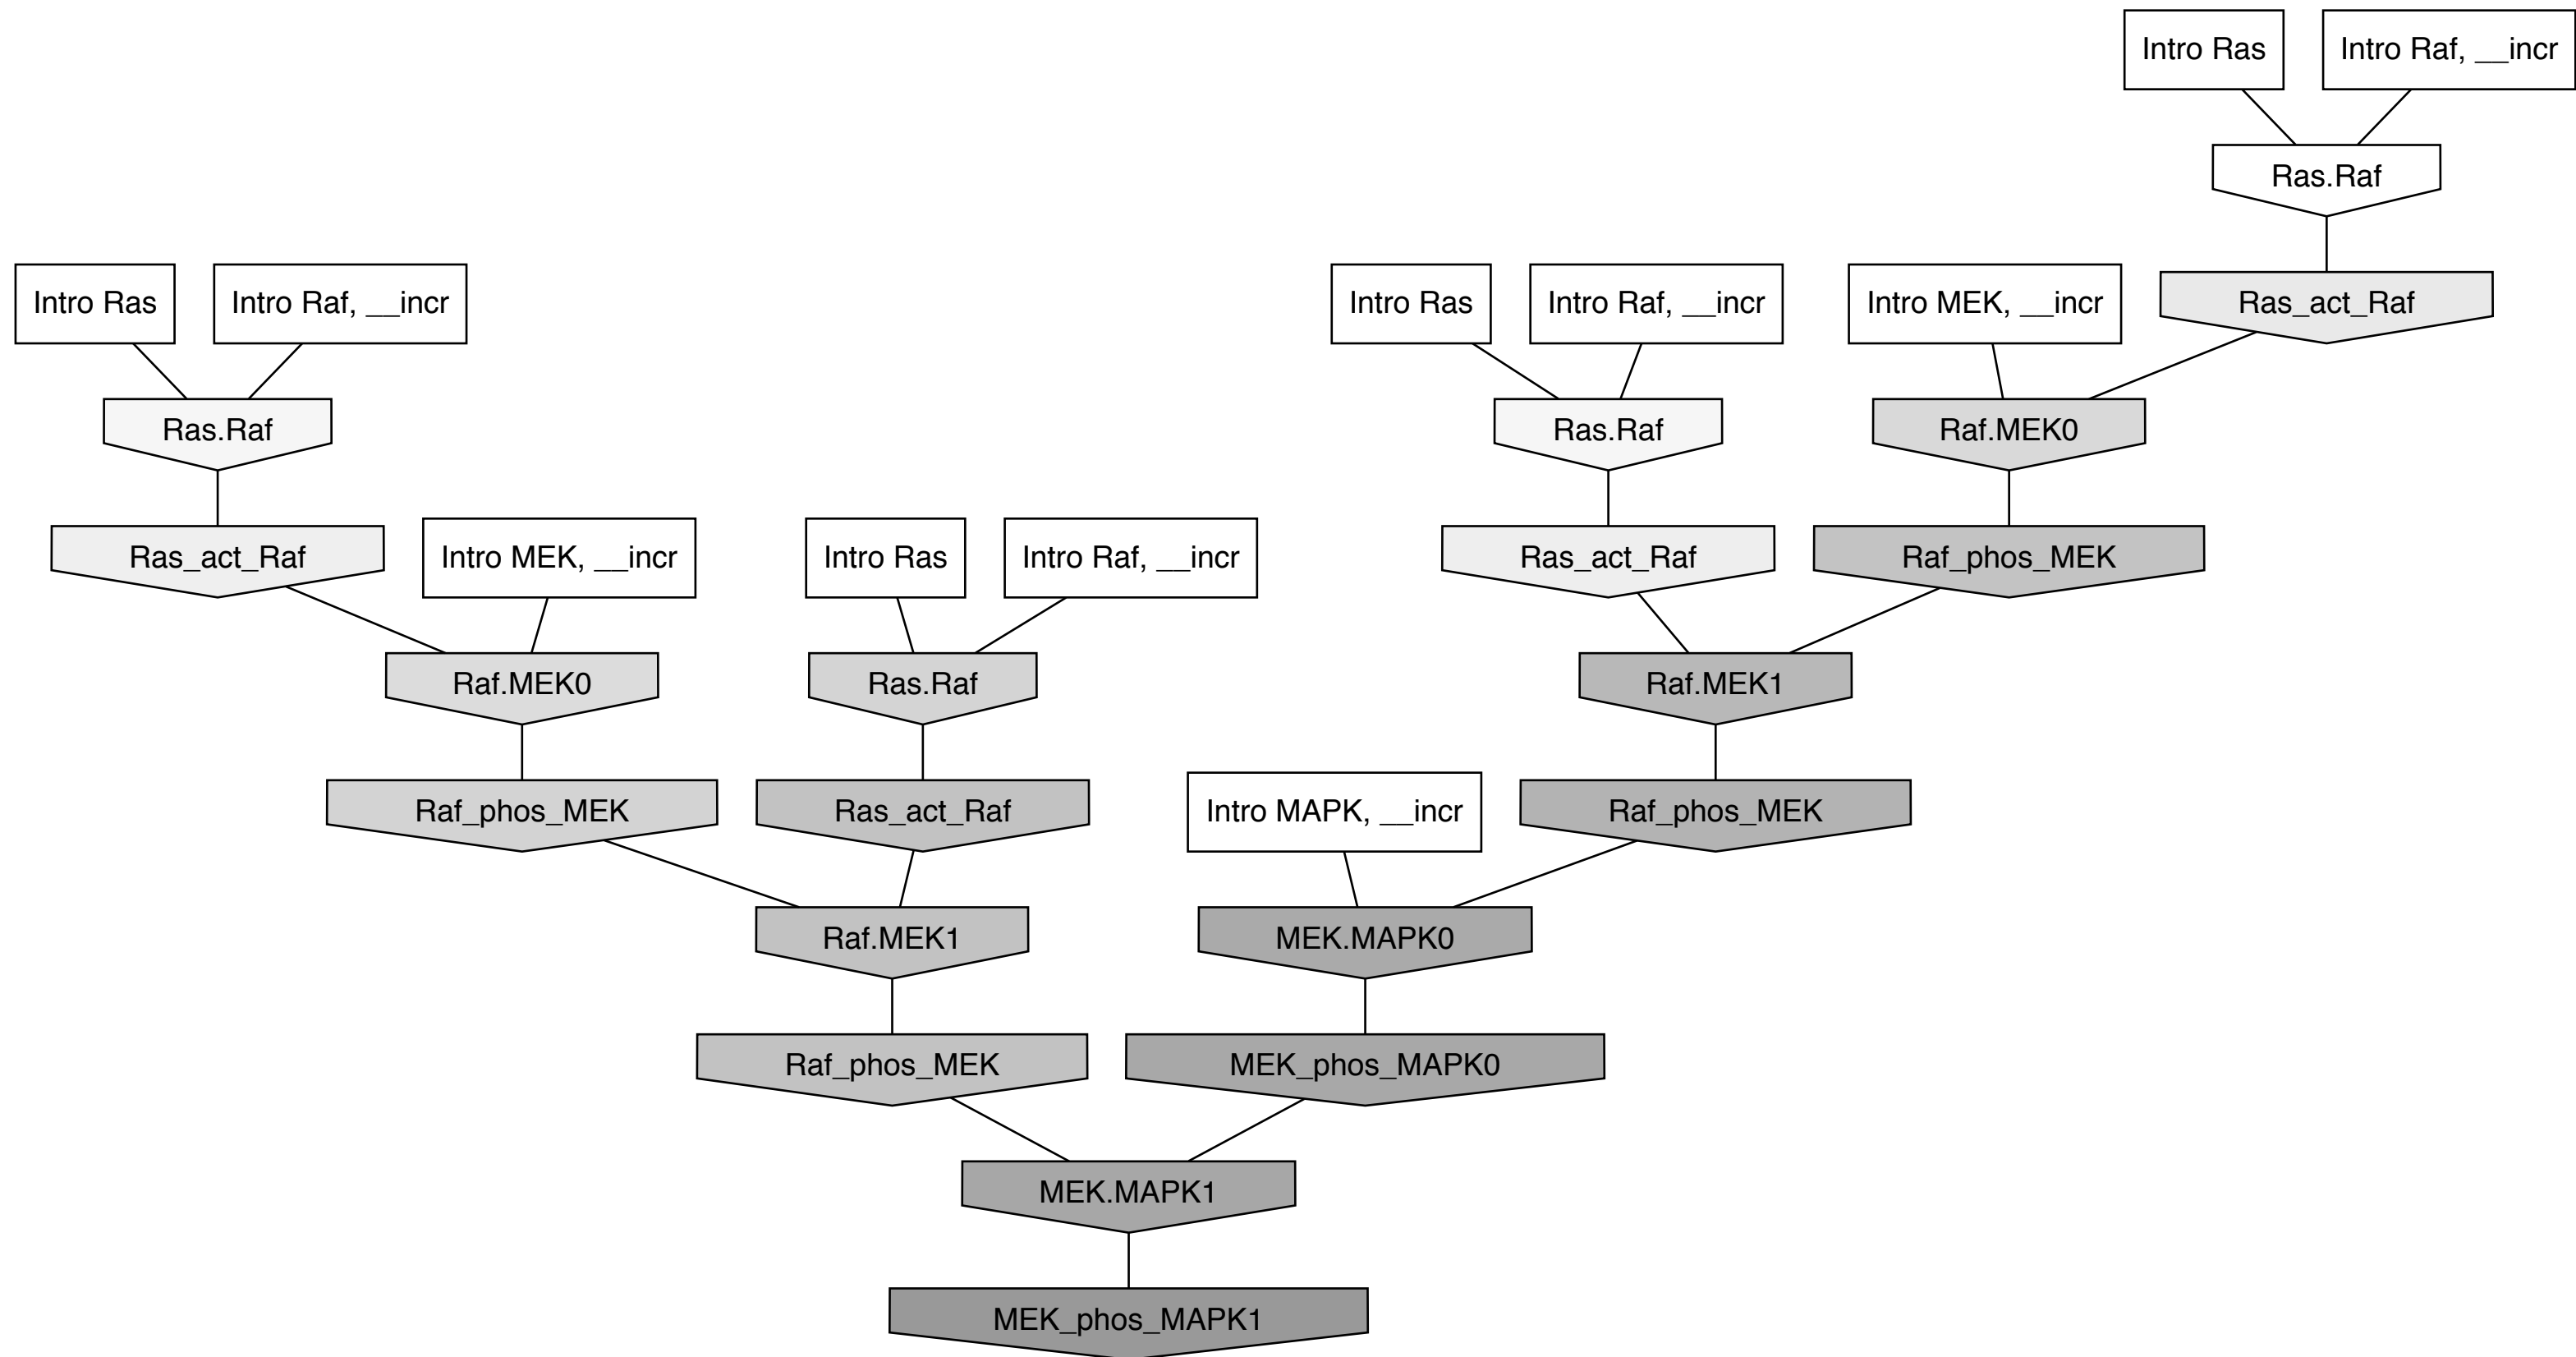 Intro Ras
Intro Raf, __incr
Ras.Raf
Intro Ras
Intro Raf, __incr
Intro Ras
Intro Raf, __incr
Intro MEK, __incr
Ras_act_Raf
Ras.Raf
Ras.Raf
Raf.MEK0
Ras_act_Raf
Intro MEK, __incr
Intro Ras
Intro Raf, __incr
Ras_act_Raf
Raf_phos_MEK
Raf.MEK0
Ras.Raf
Raf.MEK1
Raf_phos_MEK
Ras_act_Raf
Intro MAPK, __incr
Raf_phos_MEK
Raf.MEK1
MEK.MAPK0
Raf_phos_MEK
MEK_phos_MAPK0
MEK.MAPK1
MEK_phos_MAPK1